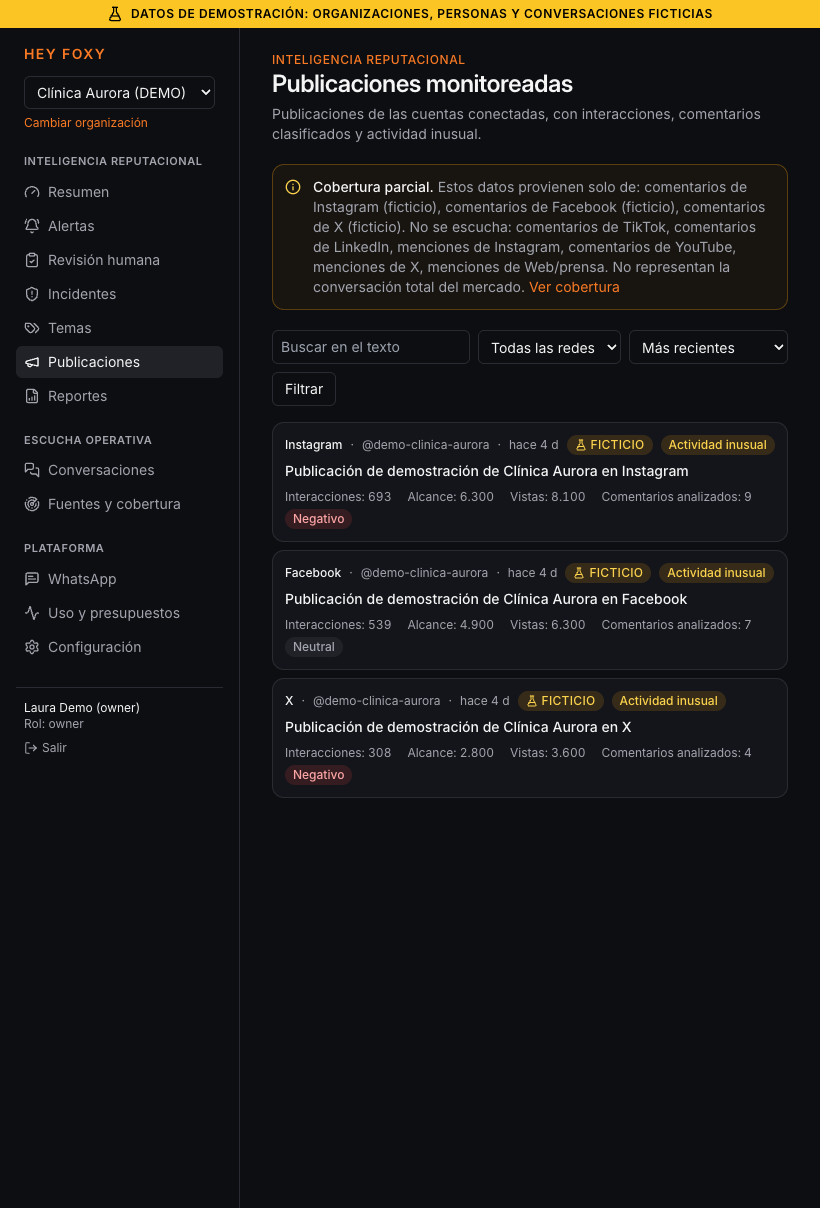 DATOS DE DEMOSTRACIÓN: ORGANIZACIONES, PERSONAS Y CONVERSACIONES FICTICIAS
HEY FOXY
Clínica Aurora (DEMO)
Cambiar organización
INTELIGENCIA REPUTACIONAL
Resumen
Alertas
Revisión humana
Incidentes
Temas
Publicaciones
Reportes
ESCUCHA OPERATIVA
Conversaciones
Fuentes y cobertura
PLATAFORMA
WhatsApp
Uso y presupuestos
Configuración
Laura Demo (owner)
Rol: owner
Salir
INTELIGENCIA REPUTACIONAL
Publicaciones monitoreadas
Publicaciones de las cuentas conectadas, con interacciones, comentarios
clasificados y actividad inusual.
Cobertura parcial. Estos datos provienen solo de: comentarios de
Instagram (ficticio), comentarios de Facebook (ficticio), comentarios
de X (ficticio). No se escucha: comentarios de TikTok, comentarios
de LinkedIn, menciones de Instagram, comentarios de YouTube,
menciones de X, menciones de Web/prensa. No representan la
conversación total del mercado. Ver cobertura
Buscar en el texto
Todas las redes
Más recientes
Filtrar
Instagram · @demo-clinica-aurora · hace 4 d FICTICIO Actividad inusual
Publicación de demostración de Clínica Aurora en Instagram
Interacciones: 693 Alcance: 6.300 Vistas: 8.100 Comentarios analizados: 9
Negativo
Facebook · @demo-clinica-aurora · hace 4 d FICTICIO Actividad inusual
Publicación de demostración de Clínica Aurora en Facebook
Interacciones: 539 Alcance: 4.900 Vistas: 6.300 Comentarios analizados: 7
Neutral
X · @demo-clinica-aurora · hace 4 d FICTICIO Actividad inusual
Publicación de demostración de Clínica Aurora en X
Interacciones: 308 Alcance: 2.800 Vistas: 3.600 Comentarios analizados: 4
Negativo